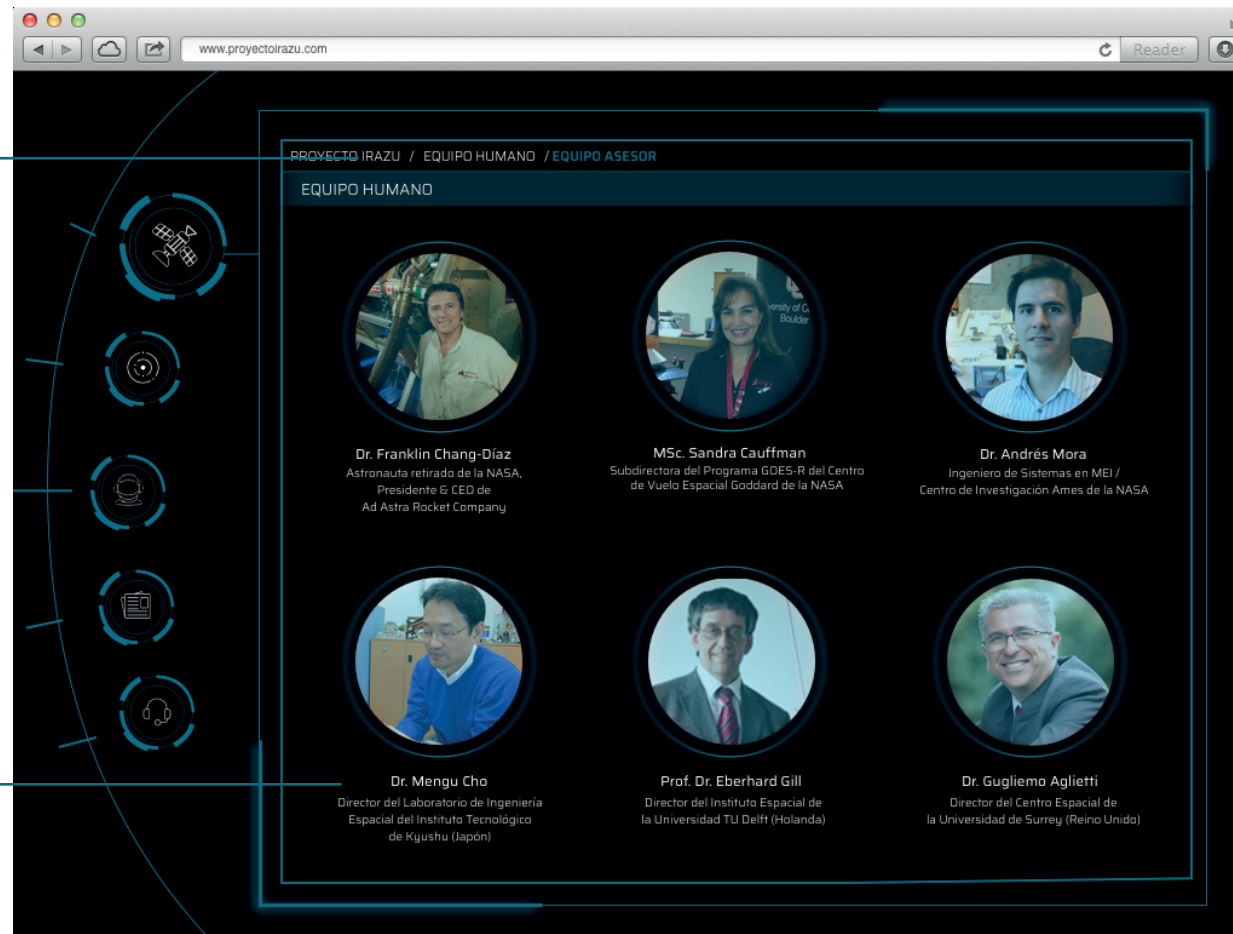 www.proyectoirazu.com
Reader
PROYECTO IRAZU / EQUIPO HUMANO / EQUIPO ASESOR
EQUIPO HUMANO
Boulder
Dr. Franklin Chang-Díaz
Astronauta retirado de la NASA,
Presidente & CEO de
Ad Astra Rocket Company
MSc. Sandra Cauffman
Subdirectora del Programa GOES-R del Centro
de Vuelo Espacial Goddard de la NASA
Dr. Andrés Mora
Ingeniero de Sistemas en MEI /
Centro de Investigación Ames de la NASA
Dr. Mengu Cho
Director del Laboratorio de Ingeniería
Espacial del Instituto Tecnológico
de Kyushu (Japón)
Prof. Dr. Eberhard Gill
Director del Instituto Espacial de
la Universidad TU Delft (Holanda)
Dr. Gugliemo Aglietti
Director del Centro Espacial de
la Universidad de Surrey (Reino Unido)